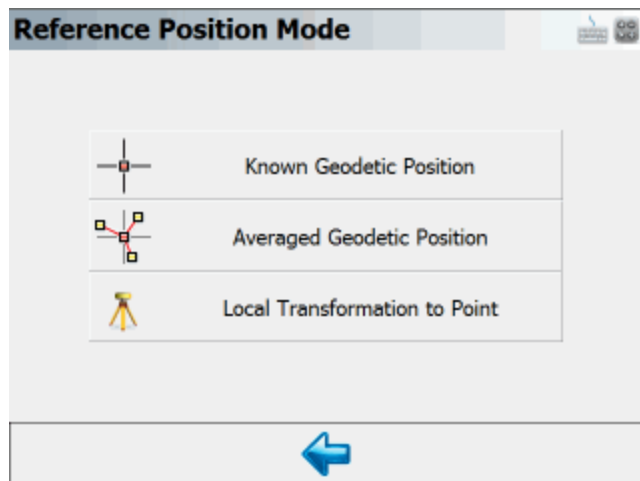 Reference Position Mode
Known Geodetic Position
Averaged Geodetic Position
Local Transformation to Point